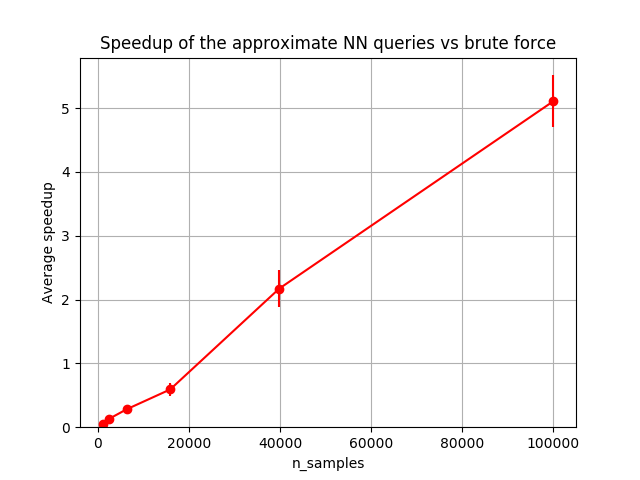 Speedup of the approximate NN queries vs brute force
5
4
3
2
1
0
Average speedup
0 20000 40000 60000 80000 100000
n_samples